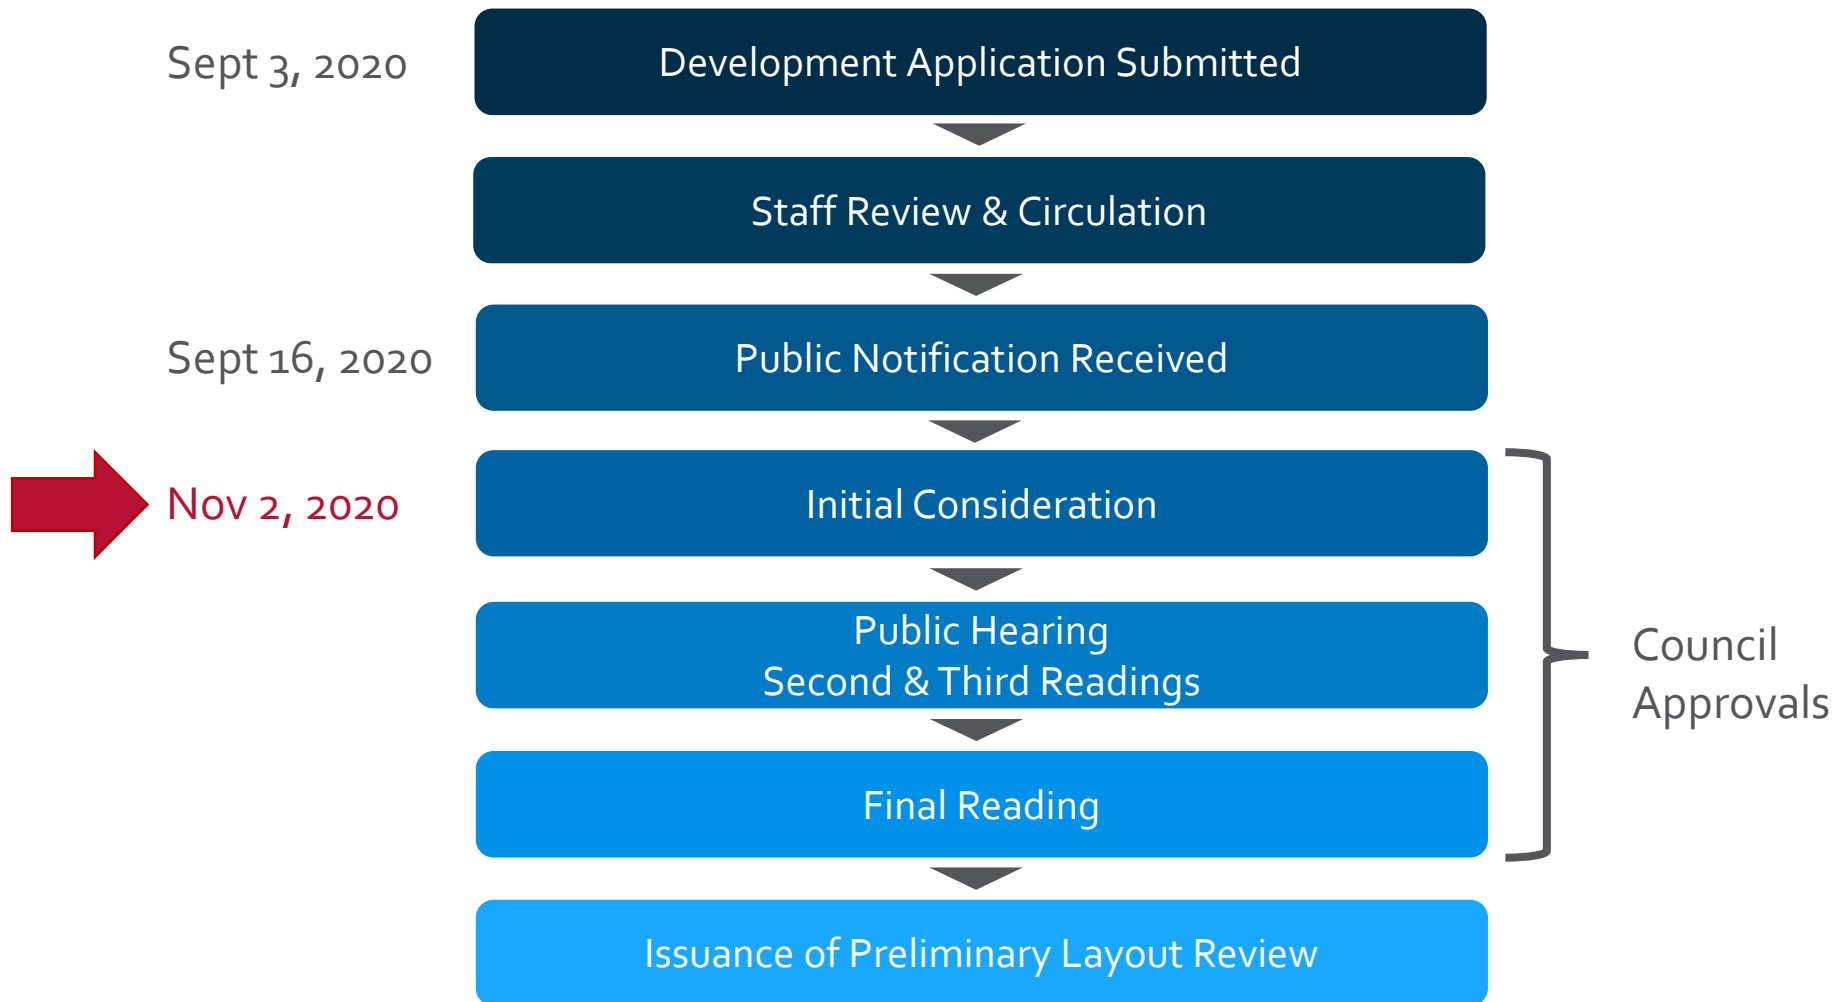 Sept 3, 2020
Development Application Submitted
Staff Review & Circulation
Sept 16, 2020
Public Notification Received
Nov 2, 2020
Initial Consideration
Public Hearing
Second & Third Readings
Council
Approvals
Final Reading
Issuance of Preliminary Layout Review